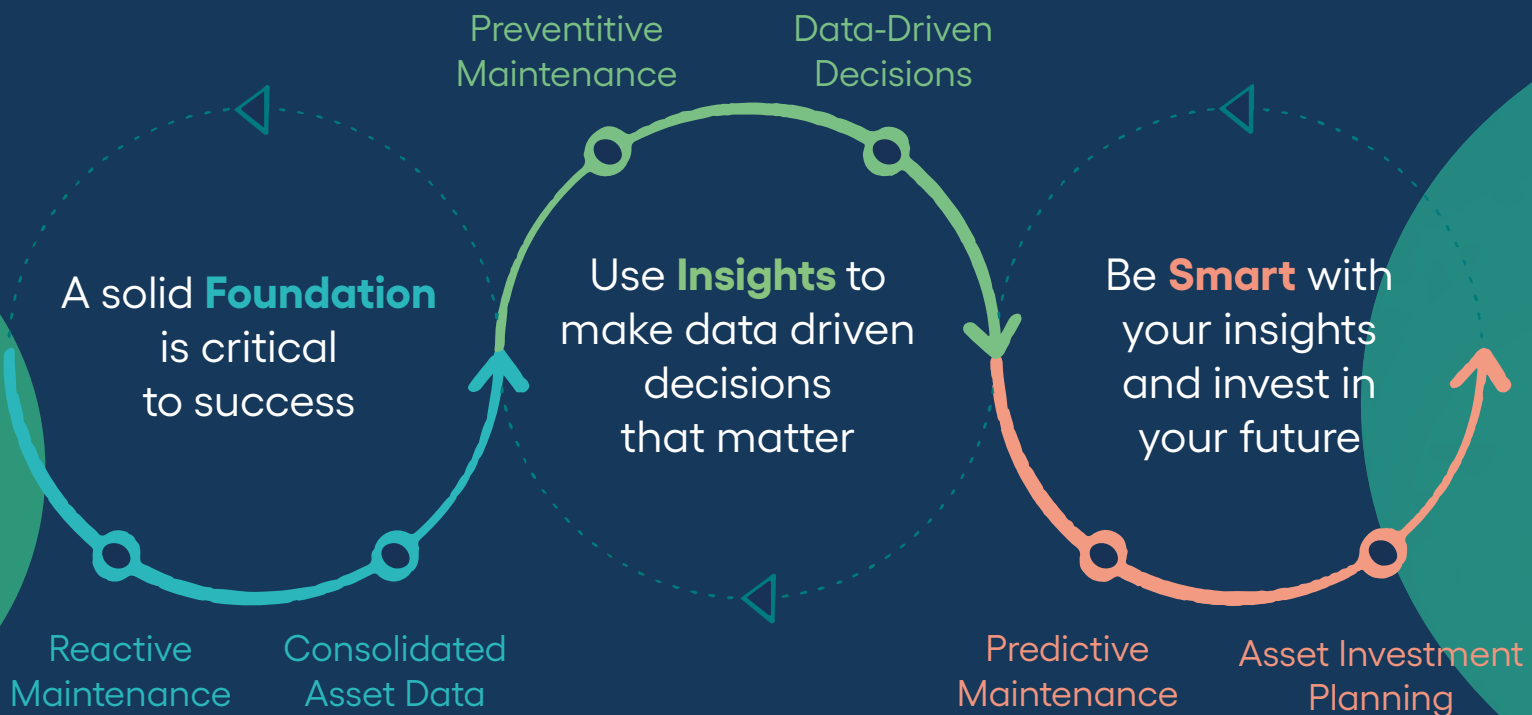 Preventitive
Maintenance
Data-Driven
Decisions
A solid Foundation
is critical
to success
Use Insights to
make data driven
decisions
that matter
Be Smart with
your insights
and invest in
your future
Reactive
Maintenance
Consolidated
Asset Data
Predictive
Maintenance
Asset Investment
Planning